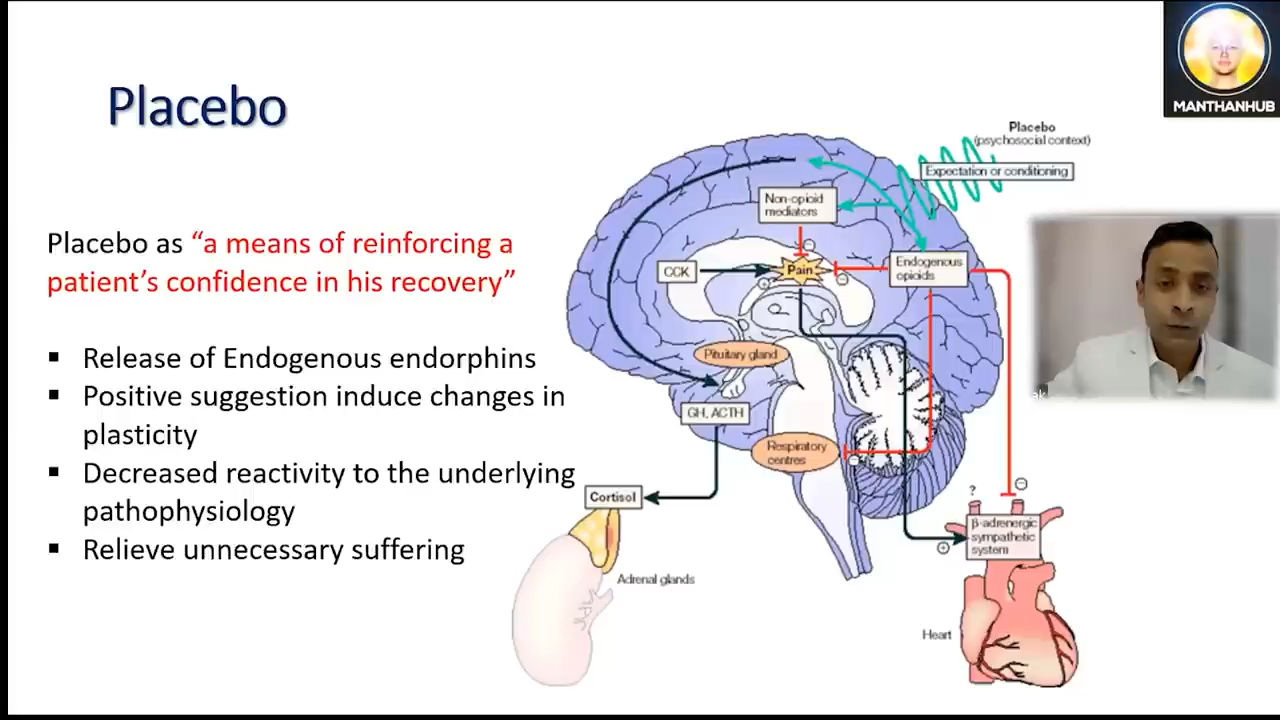 Placebo
MANTHANHUB
Placebo as “a means of reinforcing a
patient’s confidence in his recovery”
▪ Release of Endogenous endorphins
▪ Positive suggestion induce changes in
plasticity
▪ Decreased reactivity to the underlying
pathophysiology
▪ Relieve unnecessary suffering
Placebo
(psychosocial context)
Expectation or conditioning
Non-opioid
mediators
CCK
Pain
Endogenous
opioids
Pituitary gland
GH, ACTH
Respiratory
centres
Cortisol
Adrenal glands
?
β-adrenergic
sympathetic
system
Heart